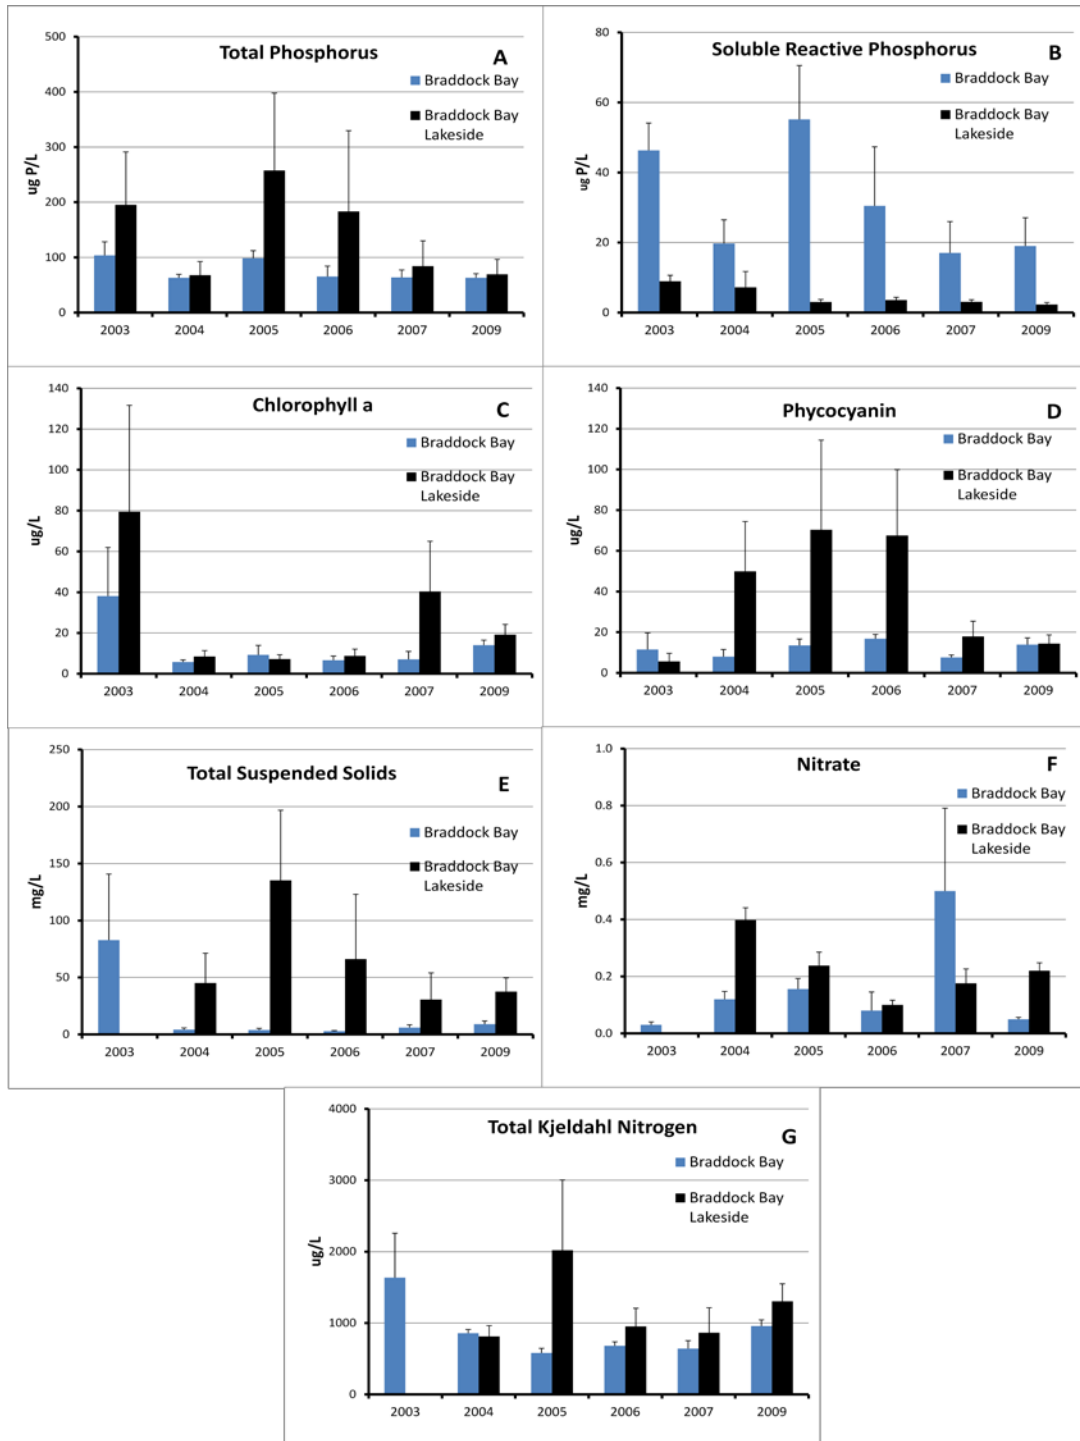 Total Phosphorus
A
500
400
300
200
100
0
ug P/L
Braddock Bay
Braddock Bay
Lakeside
2003 2004 2005 2006 2007 2009
Soluble Reactive Phosphorus
B
80
60
40
20
0
ug P/L
Braddock Bay
Braddock Bay
Lakeside
2003 2004 2005 2006 2007 2009
Chlorophyll a
C
140
120
100
80
60
40
20
0
ug/L
Braddock Bay
Braddock Bay
Lakeside
2003 2004 2005 2006 2007 2009
Phycocyanin
D
140
120
100
80
60
40
20
0
ug/L
Braddock Bay
Braddock Bay
Lakeside
2003 2004 2005 2006 2007 2009
Total Suspended Solids
E
250
200
150
100
50
0
mg/L
Braddock Bay
Braddock Bay
Lakeside
2003 2004 2005 2006 2007 2009
Nitrate
F
1.0
0.8
0.6
0.4
0.2
0.0
mg/L
Braddock Bay
Braddock Bay
Lakeside
2003 2004 2005 2006 2007 2009
Total Kjeldahl Nitrogen
G
4000
3000
2000
1000
0
ug/L
Braddock Bay
Braddock Bay
Lakeside
2003 2004 2005 2006 2007 2009